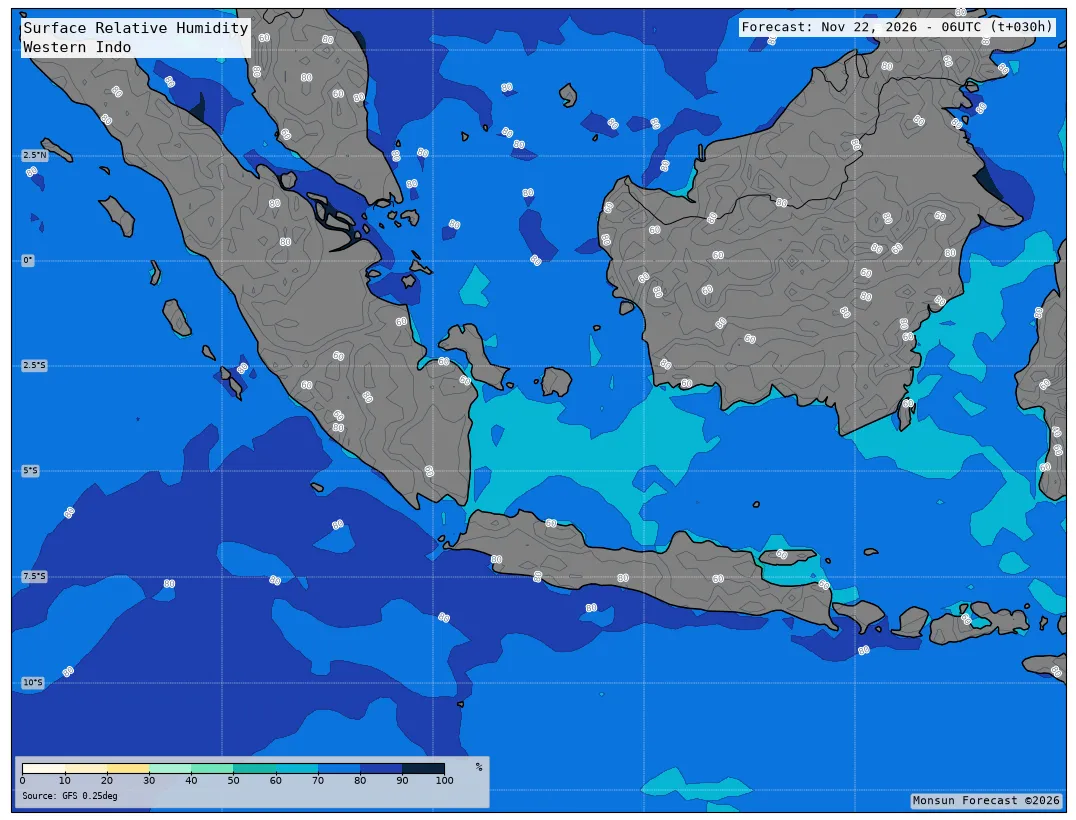 Surface Relative Humidity
Western Indo
Forecast: Nov 22, 2026 - 06UTC (t+030h)
2.5°N
0°
2.5°S
5°S
7.5°S
10°S
0 10 20 30 40 50 60 70 80 90 100 %
Source: GFS 0.25deg
Monsun Forecast ©2026